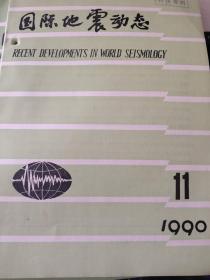 国际地震动态
RECENT DEVELOPMENTS IN WORLD SEISMOLOGY
11
1990